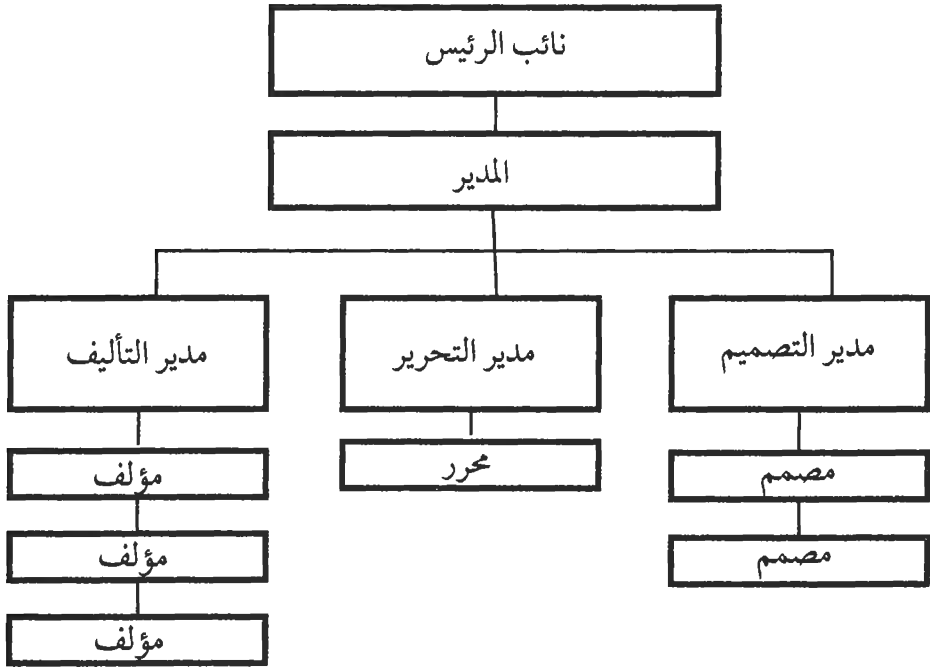 نائب الرئيس
المدير
مدير التصميم
مدير التحرير
مدير التأليف
مصمم
محرر
مؤلف
مصمم
مؤلف
مؤلف